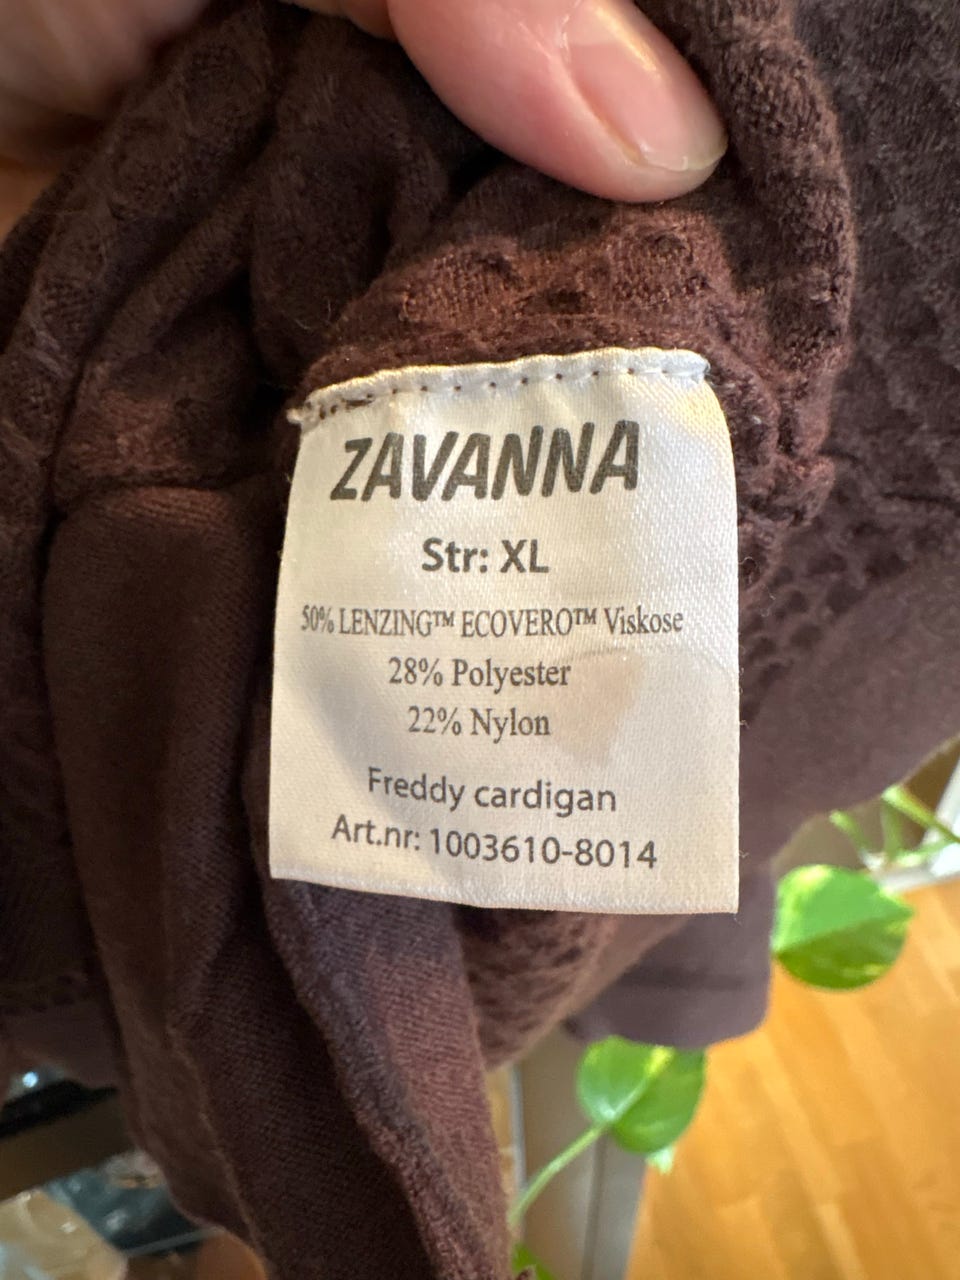 ZAVANNA
Str: XL
50% LENZING™ ECOVERO™ Viskose
28% Polyester
22% Nylon
Freddy cardigan
Art.nr: 1003610-8014